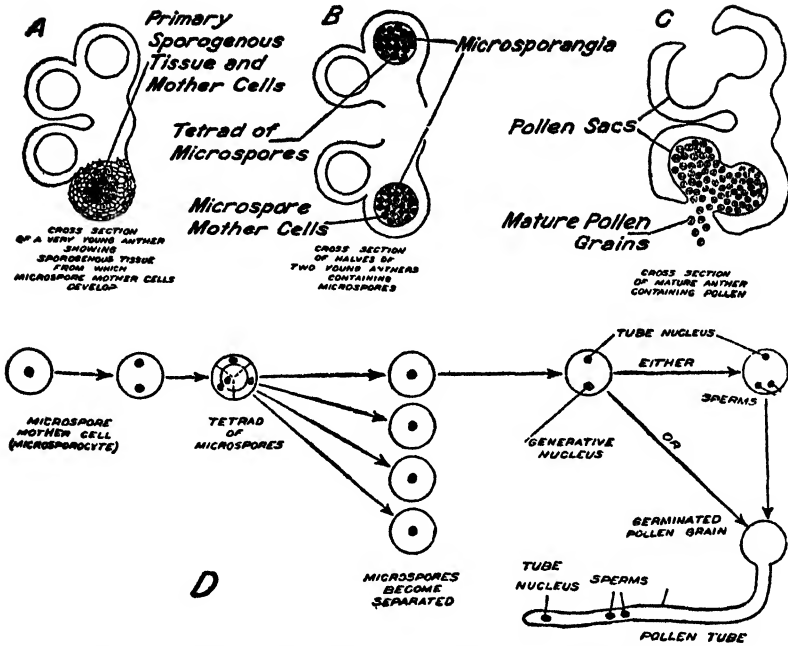 A
Primary
Sporogenous
Tissue and
Mother Cells
CROSS SECTION
OF A VERY YOUNG ANTHER
SHOWING
SPOROGENOUS TISSUE
FROM WHICH
MICROSPORE MOTHER CELLS
DEVELOP
B
Microsporangia
Tetrad of
Microspores
Microspore
Mother Cells
CROSS SECTION
OF HALVES OF
TWO YOUNG ANTHERS
CONTAINING
MICROSPORES
C
Pollen Sacs
Mature Pollen
Grains
CROSS SECTION
OF MATURE ANTHER
CONTAINING POLLEN
MICROSPORE
MOTHER CELL
(MICROSPOROCYTE)
TETRAD
OF
MICROSPORES
MICROSPORES
BECOME
SEPARATED
TUBE NUCLEUS
GENERATIVE
NUCLEUS
EITHER
OR
SPERMS
GERMINATED
POLLEN GRAIN
TUBE
NUCLEUS
SPERMS
POLLEN TUBE
D